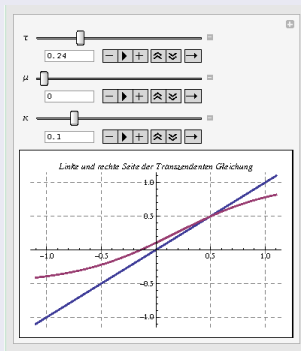 τ
0.24
μ
0
κ
0.1
Linke und rechte Seite der Transzendenten Gleichung
1.0
0.5
-1.0 -0.5 0.5 1.0
-0.5
-1.0